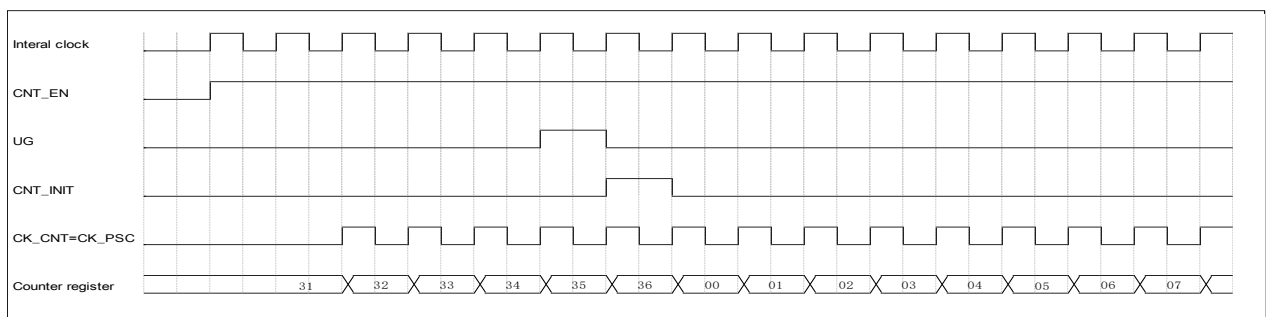 Interal clock
CNT_EN
UG
CNT_INIT
CK_CNT=CK_PSC
Counter register 31 32 33 34 35 36 00 01 02 03 04 05 06 07